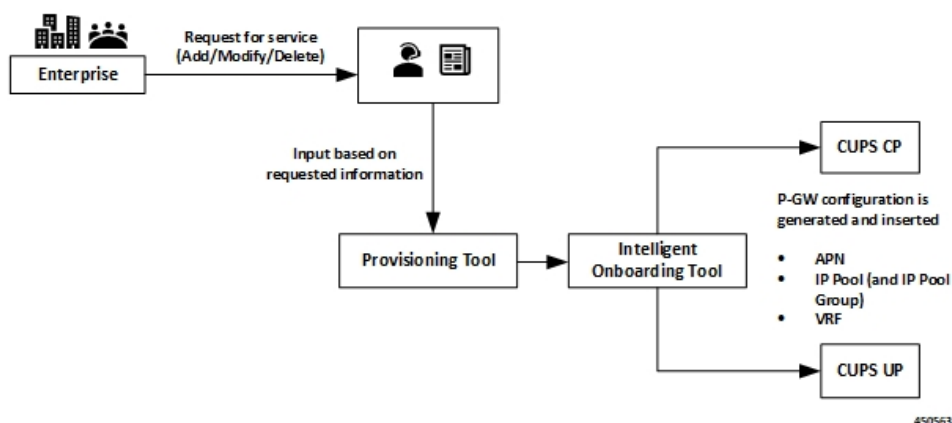 Request for service
(Add/Modify/Delete)
Enterprise
Input based on
requested information
CUPS CP
P-GW configuration is
generated and inserted
Provisioning Tool
Intelligent
Onboarding Tool
• APN
• IP Pool (and IP Pool
Group)
• VRF
CUPS UP
450563